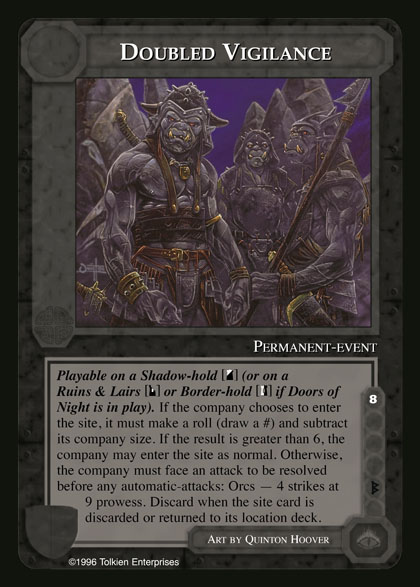 Doubled Vigilance
Permanent-event
Playable on a Shadow-hold [] (or on a
Ruins & Lairs [] or Border-hold [] if Doors of
Night is in play). If the company chooses to enter
the site, it must make a roll (draw a #) and subtract
its company size. If the result is greater than 6, the
company may enter the site as normal. Otherwise,
the company must face an attack to be resolved
before any automatic-attacks: Orcs — 4 strikes at
9 prowess. Discard when the site card is
discarded or returned to its location deck.
8
Art by Quinton Hoover
©1996 Tolkien Enterprises